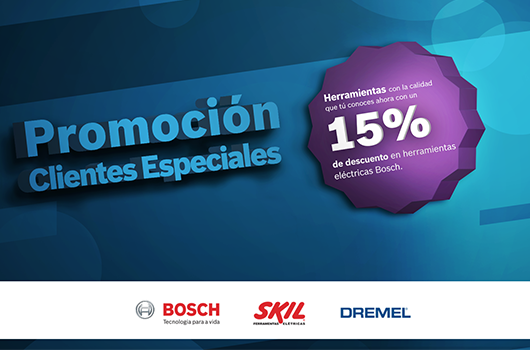 Promoción
Clientes Especiales
Herramientas con la calidad
que tú conoces ahora con un
15%
de descuento en herramientas
eléctricas Bosch.
BOSCH
Tecnologia para a vida
SKIL
FERRAMENTAS ELÉTRICAS
DREMEL